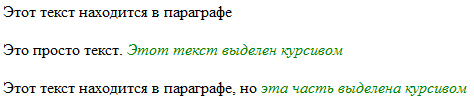 Этот текст находится в параграфе
Это просто текст. Этот текст выделен курсивом
Этот текст находится в параграфе, но эта часть выделена курсивом